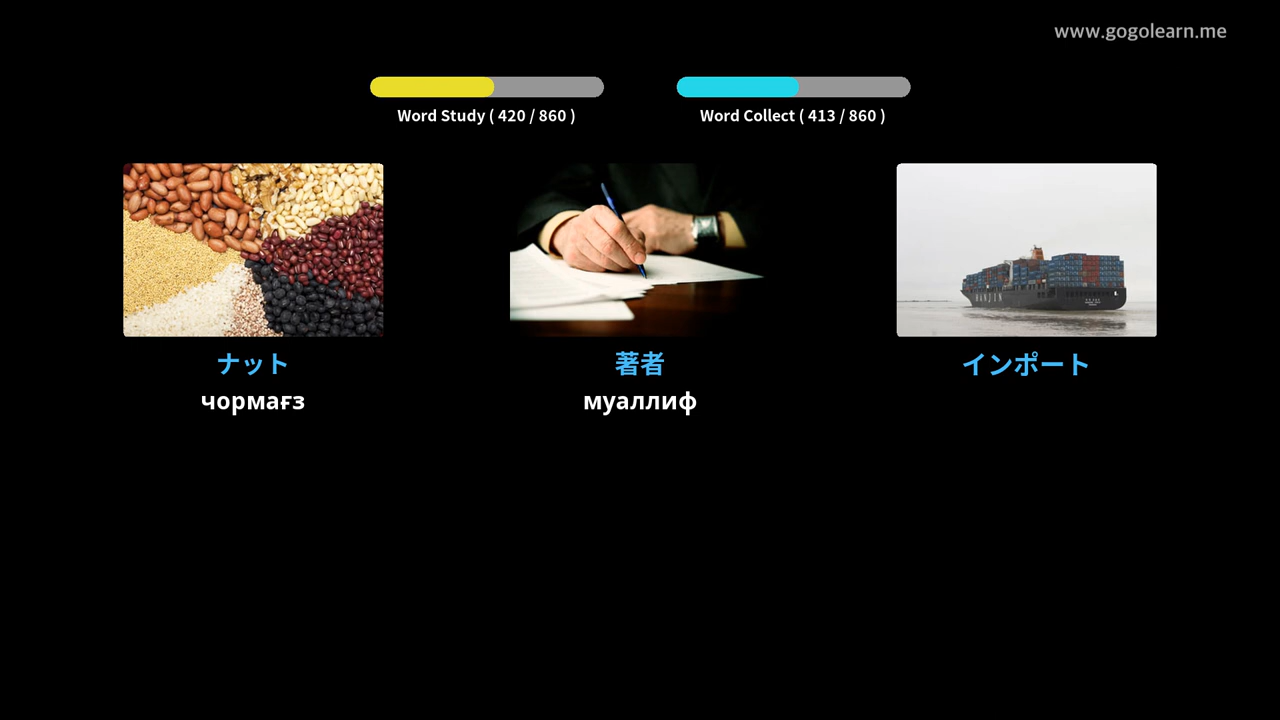 www.gogolearn.me
Word Study ( 420 / 860 )
Word Collect ( 413 / 860 )
HANJIN
ナット
著者
インポート
чормағз
муаллиф